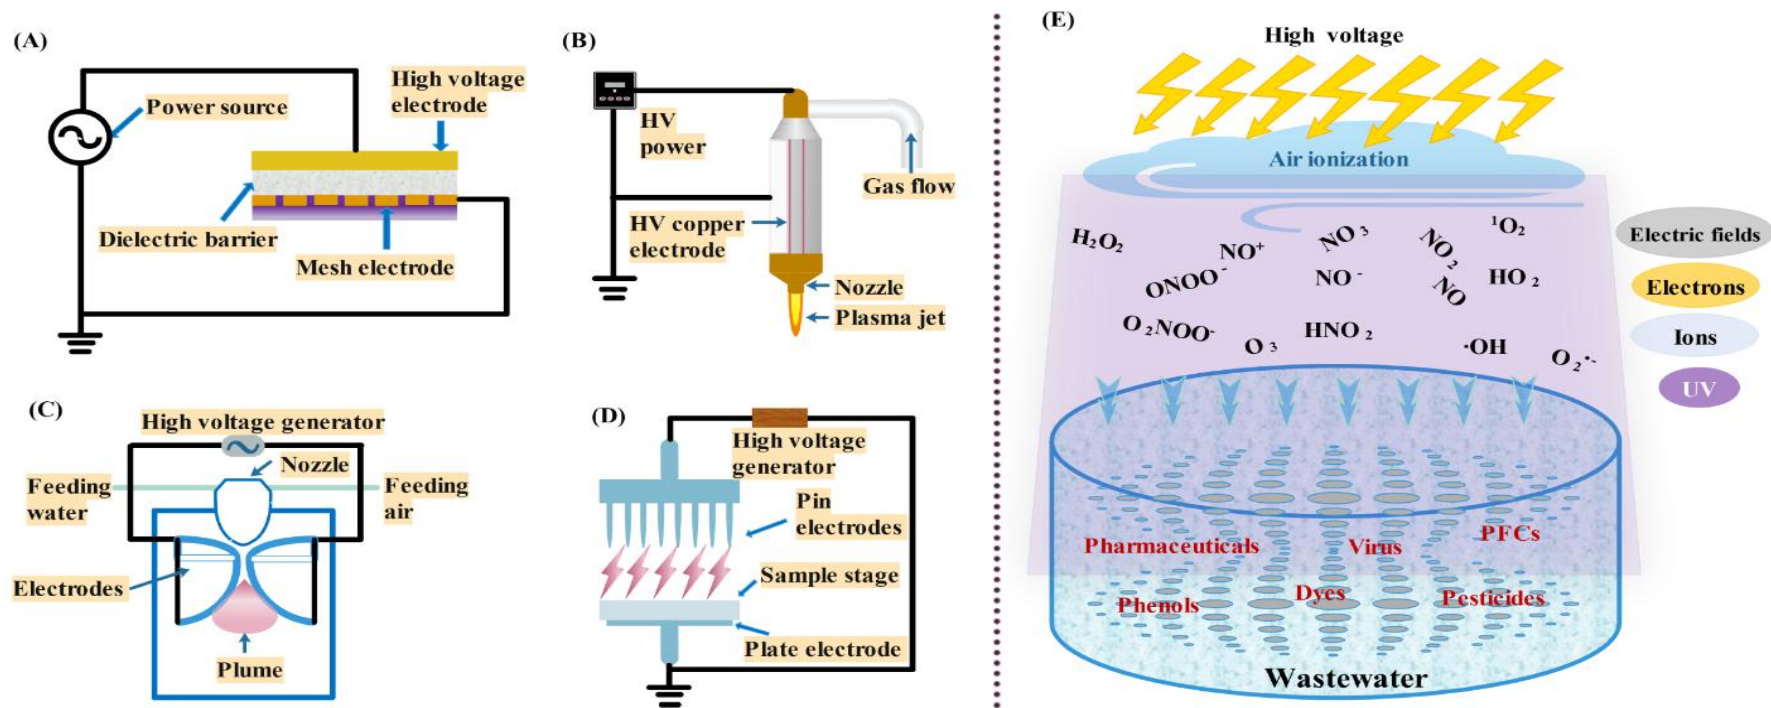 (A)
Power source
High voltage
electrode
Dielectric barrier
Mesh electrode
(B)
HV
power
Gas flow
HV copper
electrode
Nozzle
Plasma jet
(C)
High voltage generator
Nozzle
Feeding
water
Feeding
air
Electrodes
Plume
(D)
High voltage
generator
Pin
electrodes
Sample stage
Plate electrode
(E)
High voltage
Air ionization
H₂O₂
NO⁺
NO₃
NO₂
¹O₂
ONOO⁻
NO⁻
NO
HO₂
O₂NOO⁻
O₃
HNO₂
·OH
O₂·⁻
Electric fields
Electrons
Ions
UV
Pharmaceuticals
Virus
PFCs
Phenols
Dyes
Pesticides
Wastewater